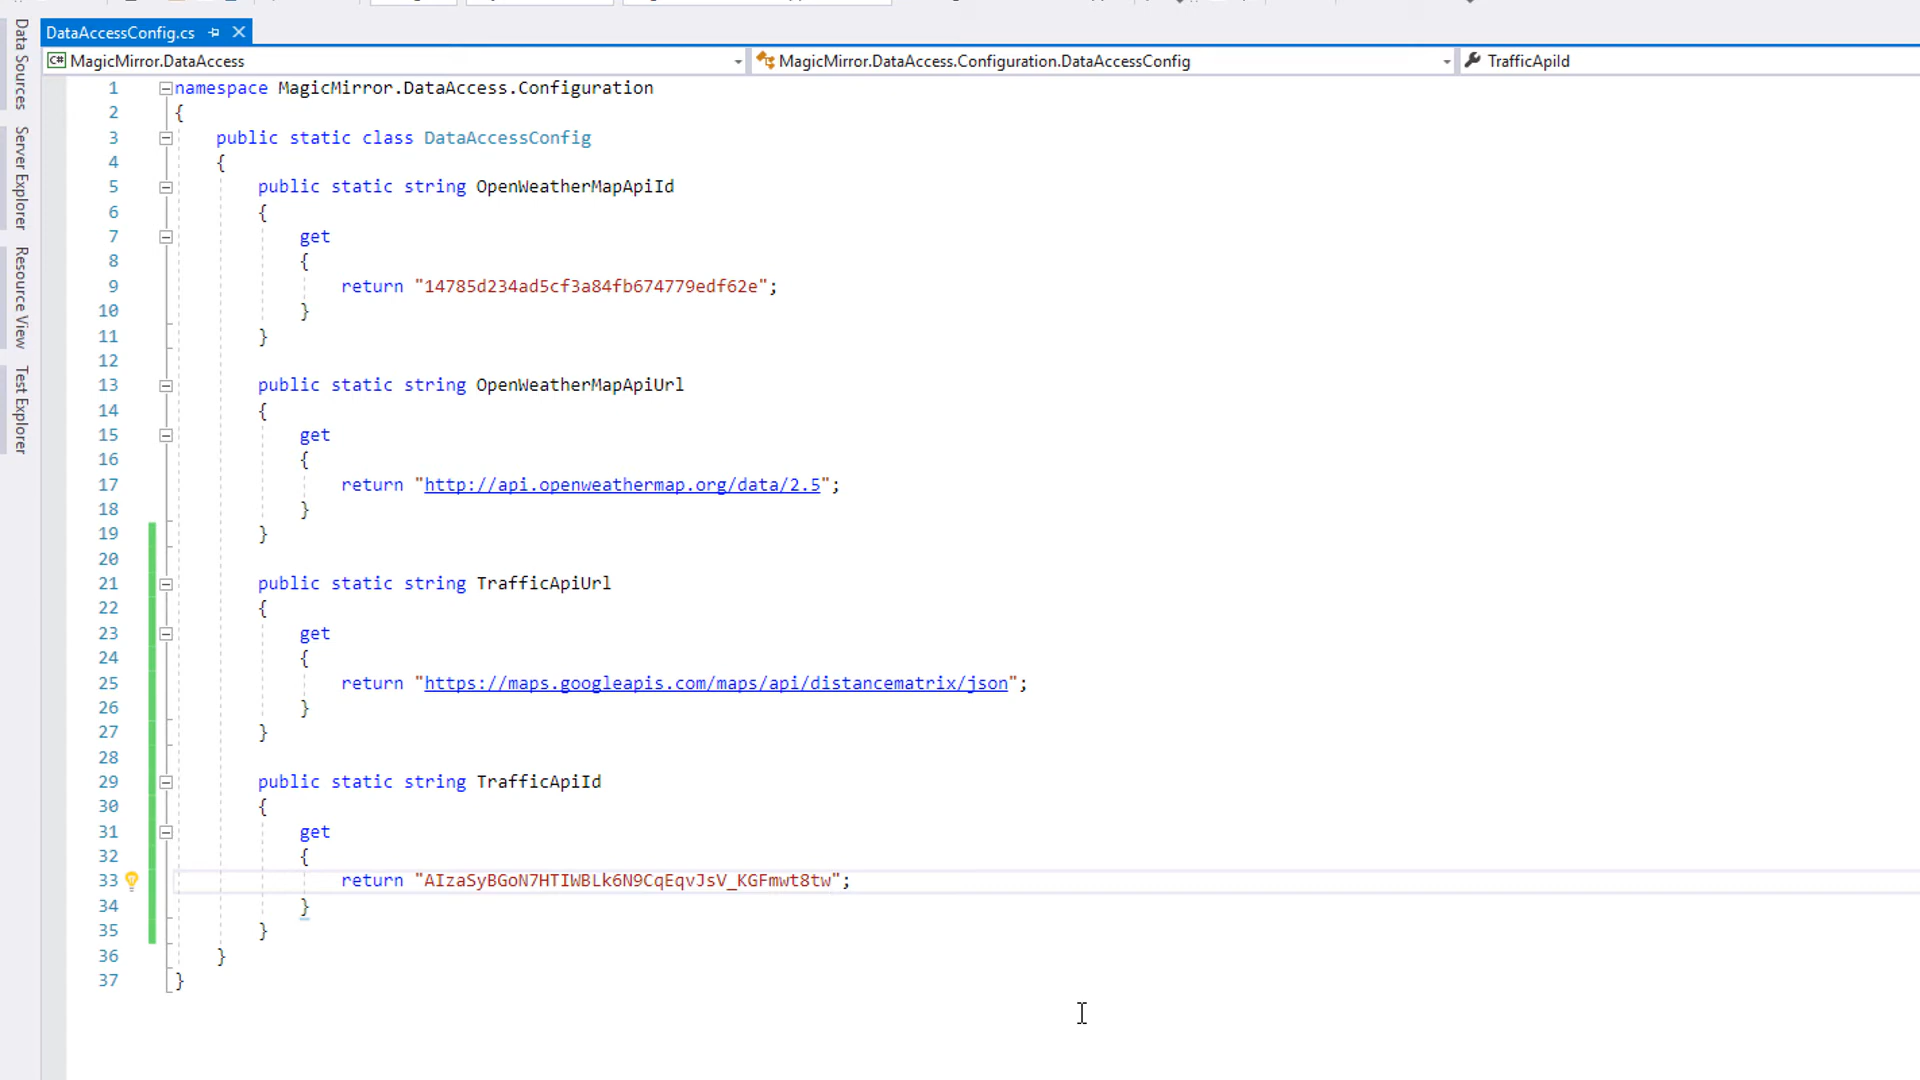 DataAccessConfig.cs
MagicMirror.DataAccess
MagicMirror.DataAccess.Configuration.DataAccessConfig
TrafficApiId
Data Sources
Server Explorer
Resource View
Test Explorer
1 namespace MagicMirror.DataAccess.Configuration
2 {
3 public static class DataAccessConfig
4 {
5 public static string OpenWeatherMapApiId
6 {
7 get
8 {
9 return "14785d234ad5cf3a84fb674779edf62e";
10 }
11 }
12
13 public static string OpenWeatherMapApiUrl
14 {
15 get
16 {
17 return "http://api.openweathermap.org/data/2.5";
18 }
19 }
20
21 public static string TrafficApiUrl
22 {
23 get
24 {
25 return "https://maps.googleapis.com/maps/api/distancematrix/json";
26 }
27 }
28
29 public static string TrafficApiId
30 {
31 get
32 {
33 return "AIzaSyBGoN7HTIWBLk6N9CqEqvJsV_KGFmwt8tw";
34 }
35 }
36 }
37 }